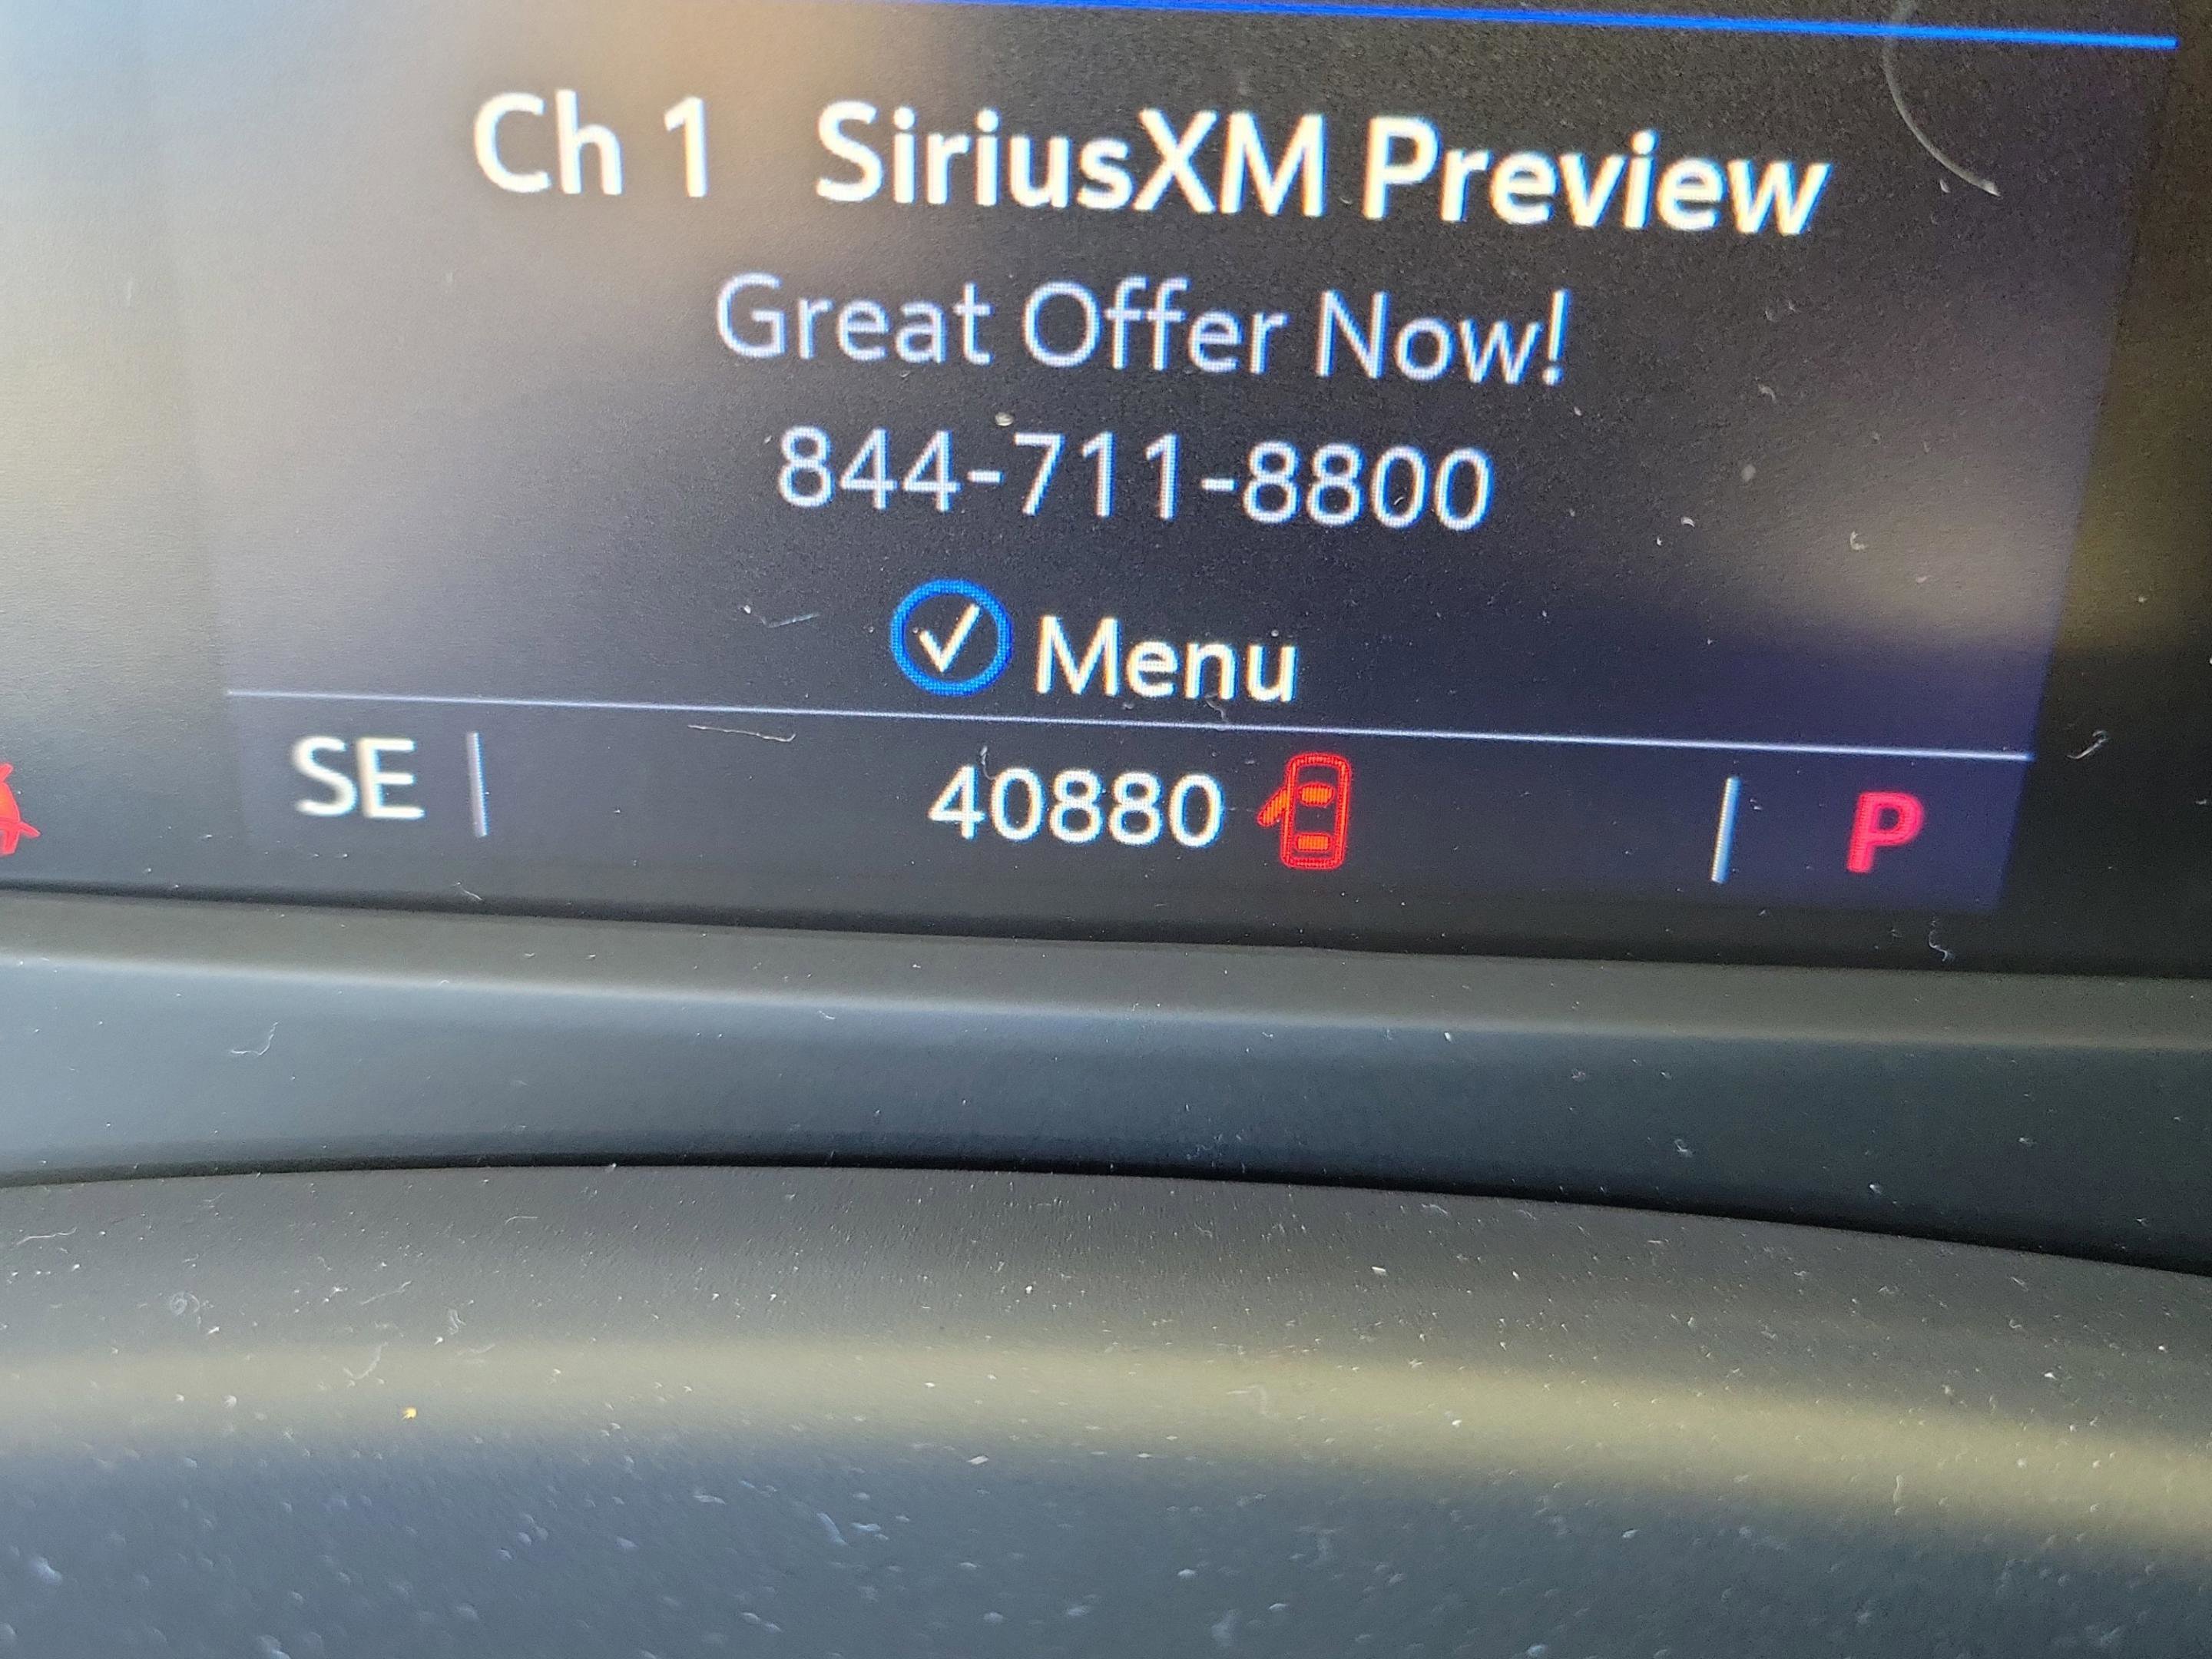 Ch 1 SiriusXM Preview
Great Offer Now!
844-711-8800
Menu
SE 40880 P